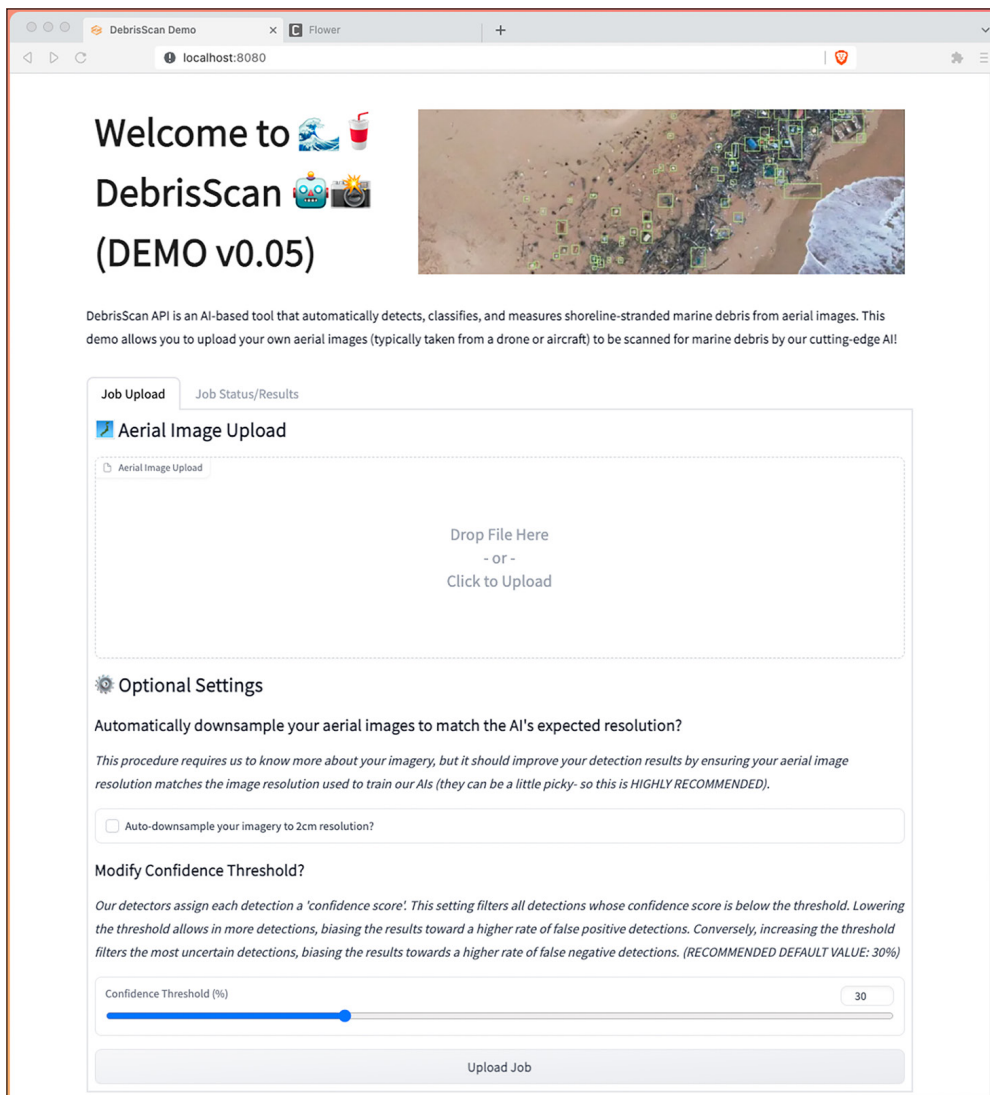 DebrisScan Demo
Flower
localhost:8080
Welcome to 🌊🥤
DebrisScan 🤖📸
(DEMO v0.05)
DebrisScan API is an AI-based tool that automatically detects, classifies, and measures shoreline-stranded marine debris from aerial images. This
demo allows you to upload your own aerial images (typically taken from a drone or aircraft) to be scanned for marine debris by our cutting-edge AI!
Job Upload
Job Status/Results
Aerial Image Upload
Aerial Image Upload
Drop File Here
- or -
Click to Upload
Optional Settings
Automatically downsample your aerial images to match the AI's expected resolution?
This procedure requires us to know more about your imagery, but it should improve your detection results by ensuring your aerial image
resolution matches the image resolution used to train our AIs (they can be a little picky- so this is HIGHLY RECOMMENDED).
Auto-downsample your imagery to 2cm resolution?
Modify Confidence Threshold?
Our detectors assign each detection a 'confidence score'. This setting filters all detections whose confidence score is below the threshold. Lowering
the threshold allows in more detections, biasing the results toward a higher rate of false positive detections. Conversely, increasing the threshold
filters the most uncertain detections, biasing the results towards a higher rate of false negative detections. (RECOMMENDED DEFAULT VALUE: 30%)
Confidence Threshold (%)
30
Upload Job